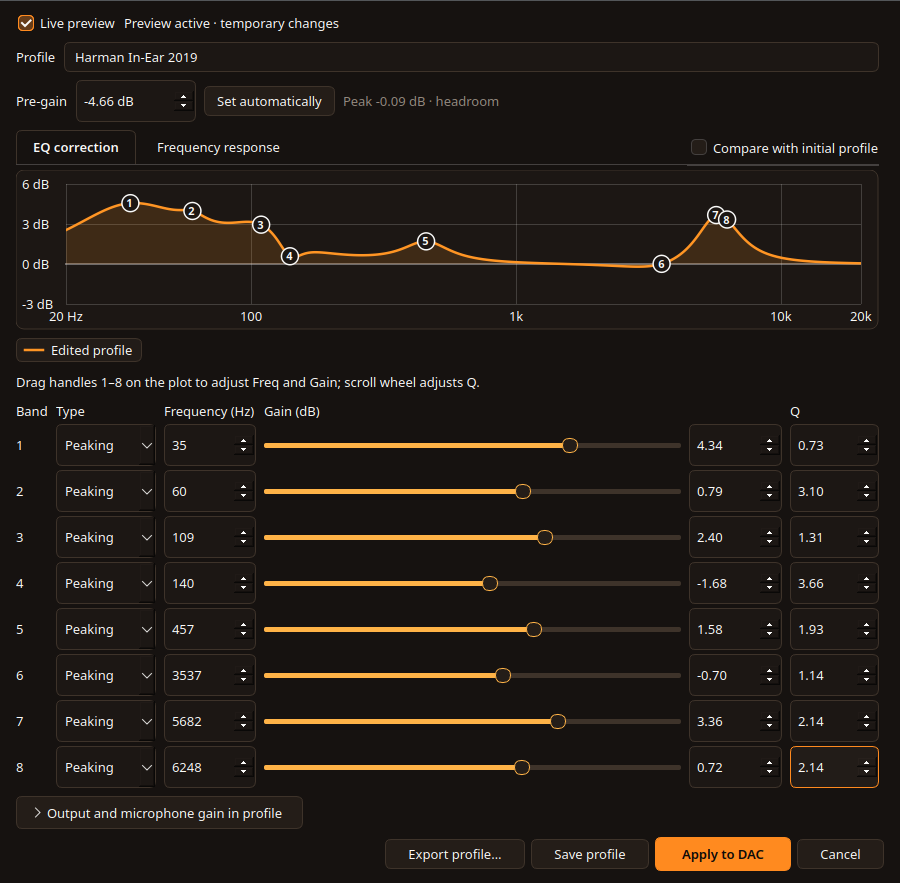 Live preview Preview active · temporary changes
Profile Harman In-Ear 2019
Pre-gain -4.66 dB Set automatically Peak -0.09 dB · headroom
EQ correction Frequency response Compare with initial profile
6 dB
3 dB
0 dB
-3 dB
1 2 3 4 5 6 7 8
20 Hz 100 1k 10k 20k
Edited profile
Drag handles 1–8 on the plot to adjust Freq and Gain; scroll wheel adjusts Q.
Band Type Frequency (Hz) Gain (dB) Q
1 Peaking 35 4.34 0.73
2 Peaking 60 0.79 3.10
3 Peaking 109 2.40 1.31
4 Peaking 140 -1.68 3.66
5 Peaking 457 1.58 1.93
6 Peaking 3537 -0.70 1.14
7 Peaking 5682 3.36 2.14
8 Peaking 6248 0.72 2.14
Output and microphone gain in profile
Export profile... Save profile Apply to DAC Cancel